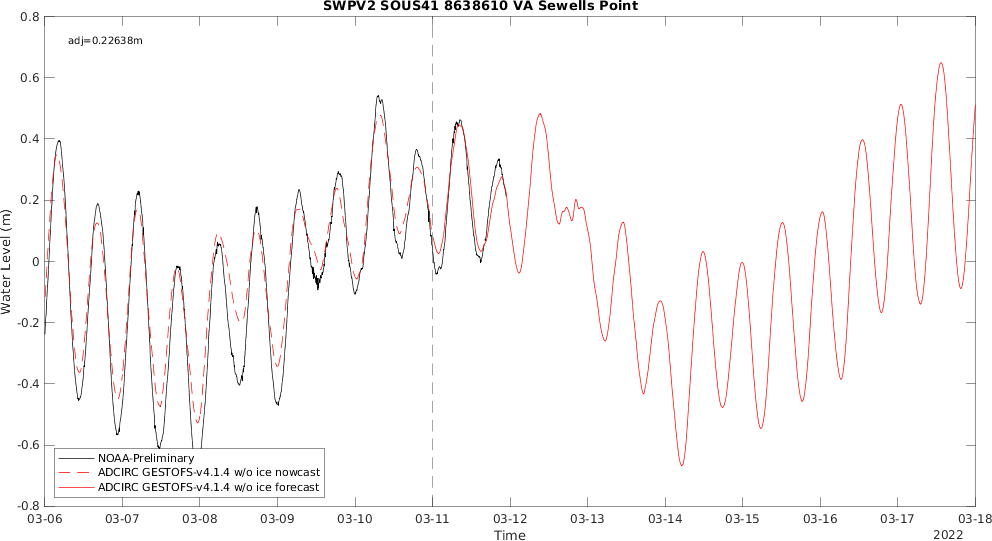 SWPV2 SOUS41 8638610 VA Sewells Point
adj=0.22638m
0.8
0.6
0.4
0.2
0
-0.2
-0.4
-0.6
-0.8
Water Level (m)
NOAA-Preliminary
ADCIRC GESTOFS-v4.1.4 w/o ice nowcast
ADCIRC GESTOFS-v4.1.4 w/o ice forecast
03-06 03-07 03-08 03-09 03-10 03-11 03-12 03-13 03-14 03-15 03-16 03-17 03-18
Time
2022